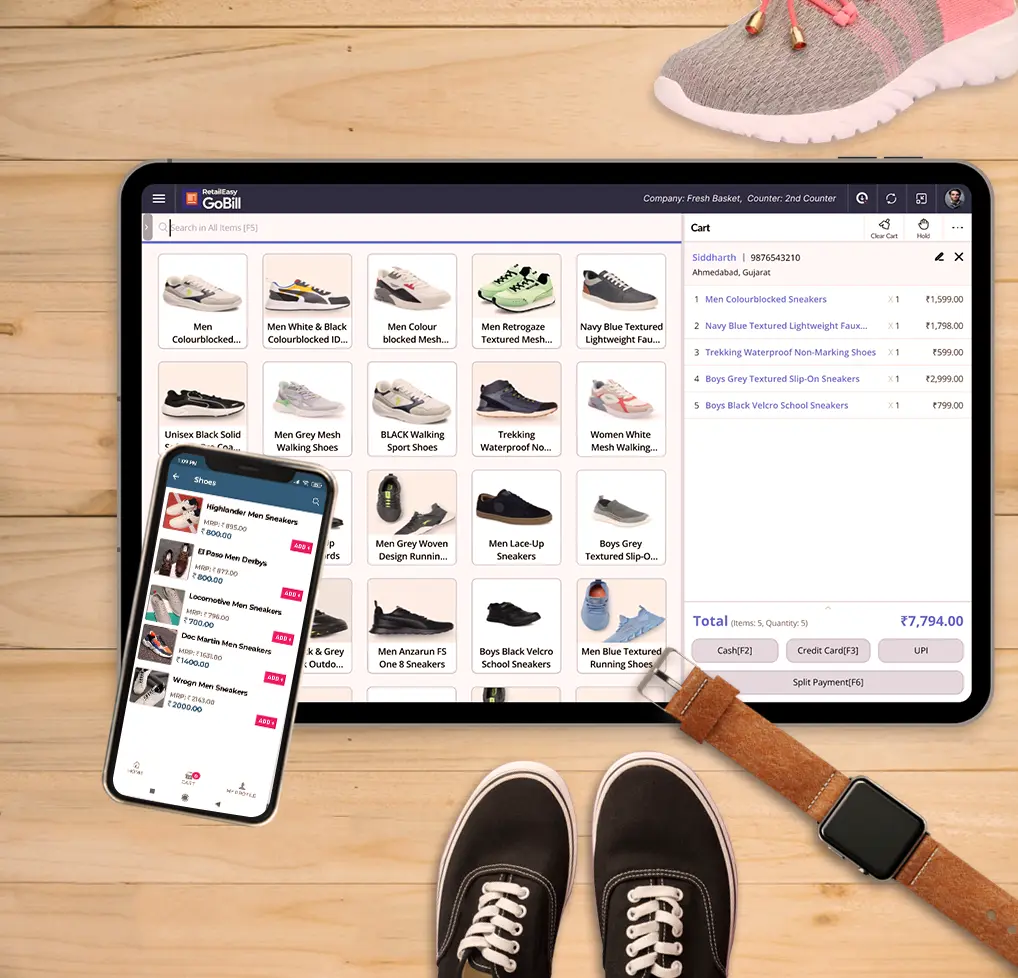 RetailEasy
GoBill
Company: Fresh Basket,  Counter: 2nd Counter
Search in All Items [F5]
Men
Colourblocked...
Men White & Black
Colourblocked ID...
Men Colour
blocked Mesh...
Men Retrogaze
Textured Mesh...
Navy Blue Textured
Lightweight Fau...
Unisex Black Solid
Men Grey Mesh
Walking Shoes
BLACK Walking
Sport Shoes
Trekking
Waterproof No...
Women White
Mesh Walking...
Men Grey Woven
Design Runnin...
Men Lace-Up
Sneakers
Boys Grey
Textured Slip-O...
k & Grey
Outdo...
Men Anzarun FS
One 8 Sneakers
Boys Black Velcro
School Sneakers
Men Blue Textured
Running Shoes
Cart
Clear Cart
Hold
Siddharth | 9876543210
Ahmedabad, Gujarat
1 Men Colourblocked Sneakers X 1 ₹1,599.00
2 Navy Blue Textured Lightweight Faux... X 1 ₹1,798.00
3 Trekking Waterproof Non-Marking Shoes X 1 ₹599.00
4 Boys Grey Textured Slip-On Sneakers X 1 ₹2,999.00
5 Boys Black Velcro School Sneakers X 1 ₹799.00
Total (Items: 5, Quantity: 5) ₹7,794.00
Cash[F2]
Credit Card[F3]
UPI
Split Payment[F6]
1:09 PM
Shoes
Highlander Men Sneakers
MRP: ₹ 895.00
₹ 800.00
ADD +
El Paso Men Derbys
MRP: ₹ 877.00
₹ 800.00
ADD +
Locomotive Men Sneakers
MRP: ₹ 796.00
₹ 700.00
ADD +
Doc Martin Men Sneakers
MRP: ₹ 1631.00
₹ 1400.00
ADD +
Wrogn Men Sneakers
MRP: ₹ 2143.00
₹ 2000.00
ADD +
HOME
CART
MY PROFILE